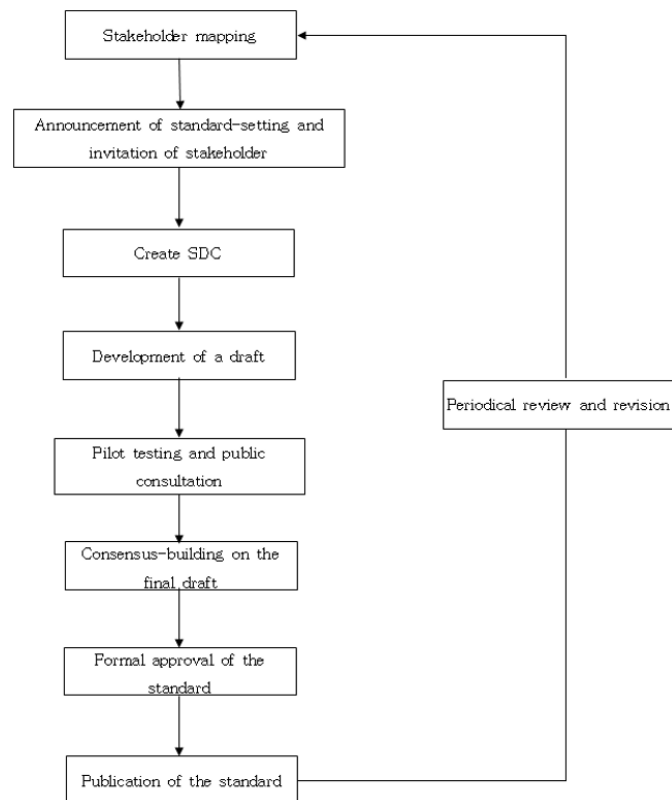 Stakeholder mapping
Announcement of standard-setting and
invitation of stakeholder
Create SDC
Development of a draft
Periodical review and revision
Pilot testing and public
consultation
Consensus-building on the
final draft
Formal approval of the
standard
Publication of the standard